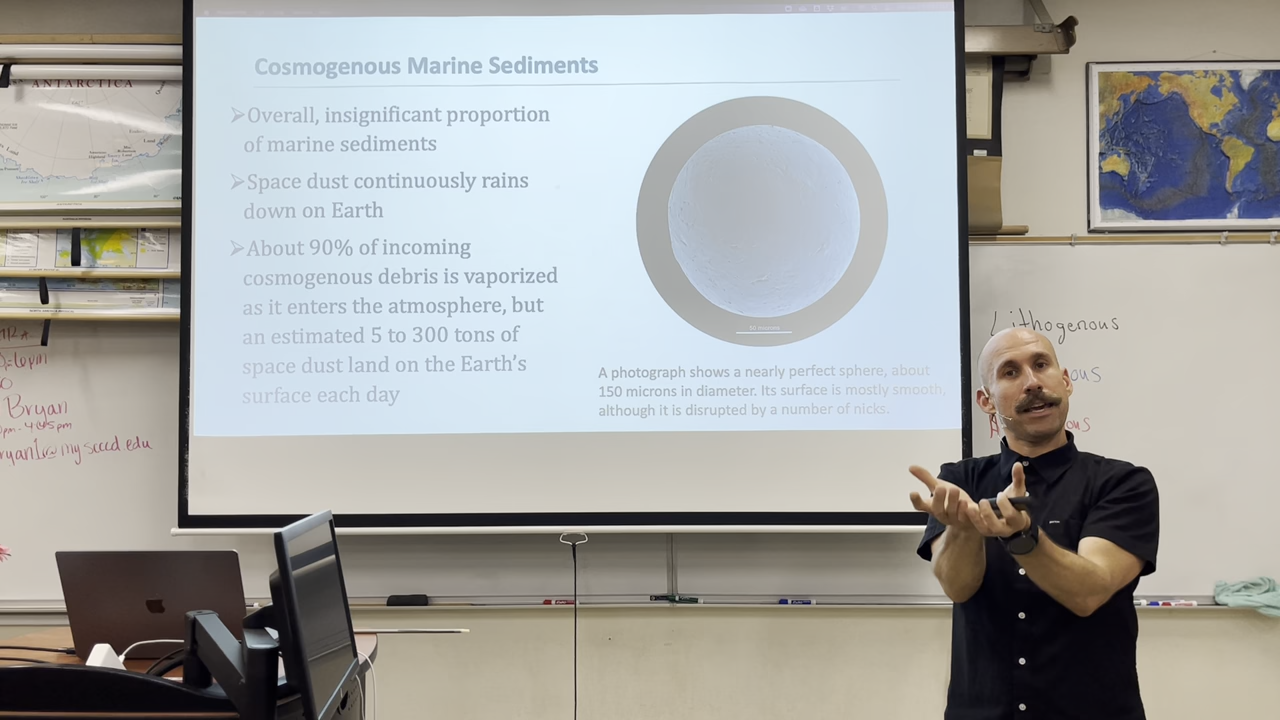 Cosmogenous Marine Sediments
➢Overall, insignificant proportion
of marine sediments
➢Space dust continuously rains
down on Earth
➢About 90% of incoming
cosmogenous debris is vaporized
as it enters the atmosphere, but
an estimated 5 to 300 tons of
space dust land on the Earth's
surface each day
A photograph shows a nearly perfect sphere, about
150 microns in diameter. Its surface is mostly smooth,
although it is disrupted by a number of nicks.
ANTARCTICA
Lithogenous
Bryan